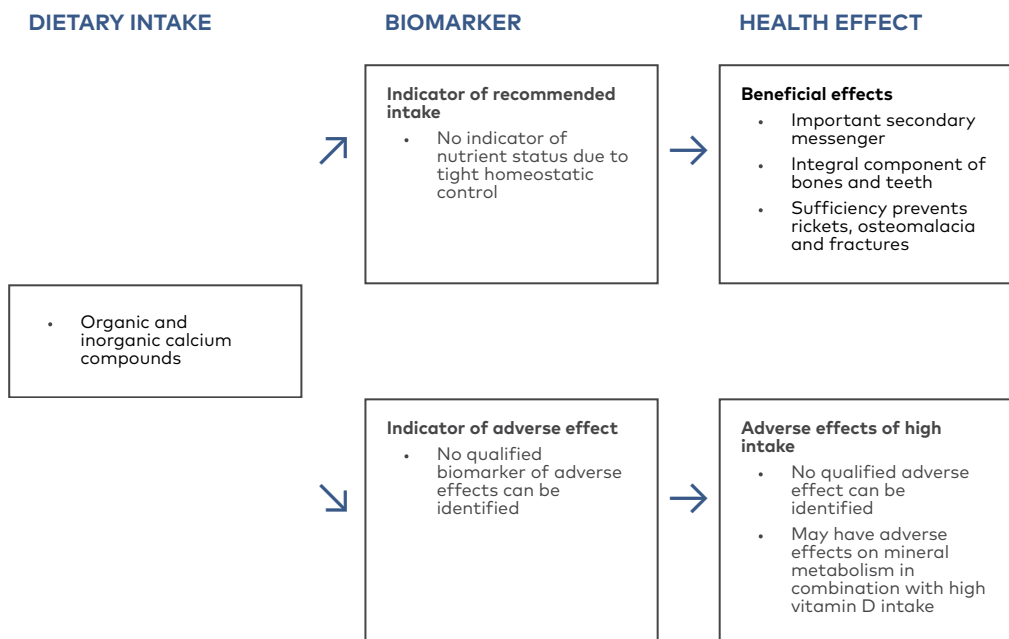 DIETARY INTAKE
BIOMARKER
HEALTH EFFECT
• Organic and
inorganic calcium
compounds
Indicator of recommended
intake
• No indicator of
nutrient status due to
tight homeostatic
control
Beneficial effects
• Important secondary
messenger
• Integral component of
bones and teeth
• Sufficiency prevents
rickets, osteomalacia
and fractures
Indicator of adverse effect
• No qualified
biomarker of adverse
effects can be
identified
Adverse effects of high
intake
• No qualified adverse
effect can be
identified
• May have adverse
effects on mineral
metabolism in
combination with high
vitamin D intake